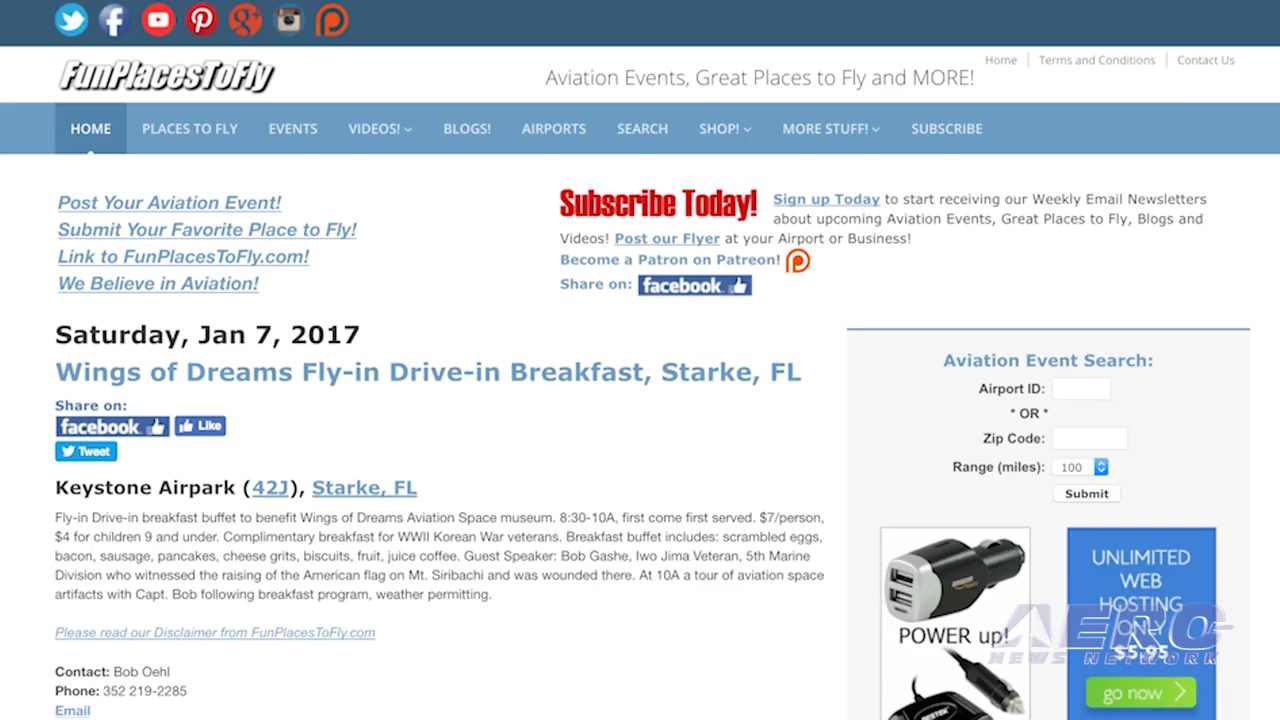 FunPlacesToFly
Aviation Events, Great Places to Fly and MORE!
Home
Terms and Conditions
Contact Us
HOME
PLACES TO FLY
EVENTS
VIDEOS!
BLOGS!
AIRPORTS
SEARCH
SHOP!
MORE STUFF!
SUBSCRIBE
Post Your Aviation Event!
Submit Your Favorite Place to Fly!
Link to FunPlacesToFly.com!
We Believe in Aviation!
Subscribe Today! Sign up Today to start receiving our Weekly Email Newsletters
about upcoming Aviation Events, Great Places to Fly, Blogs and
Videos! Post our Flyer at your Airport or Business!
Become a Patron on Patreon!
Share on: facebook
Saturday, Jan 7, 2017
Wings of Dreams Fly-in Drive-in Breakfast, Starke, FL
Share on:
facebook Like
Tweet
Keystone Airpark (42J), Starke, FL
Fly-in Drive-in breakfast buffet to benefit Wings of Dreams Aviation Space museum. 8:30-10A, first come first served. $7/person,
$4 for children 9 and under. Complimentary breakfast for WWII Korean War veterans. Breakfast buffet includes: scrambled eggs,
bacon, sausage, pancakes, cheese grits, biscuits, fruit, juice coffee. Guest Speaker: Bob Gashe, Iwo Jima Veteran, 5th Marine
Division who witnessed the raising of the American flag on Mt. Siribachi and was wounded there. At 10A a tour of aviation space
artifacts with Capt. Bob following breakfast program, weather permitting.
Please read our Disclaimer from FunPlacesToFly.com
Contact: Bob Oehl
Phone: 352 219-2285
Email
Aviation Event Search:
Airport ID:
* OR *
Zip Code:
Range (miles): 100
Submit
amazon
POWER up!
UNLIMITED
WEB
HOSTING
ONLY
$5.95
go now
AERO
NEWS NETWORK